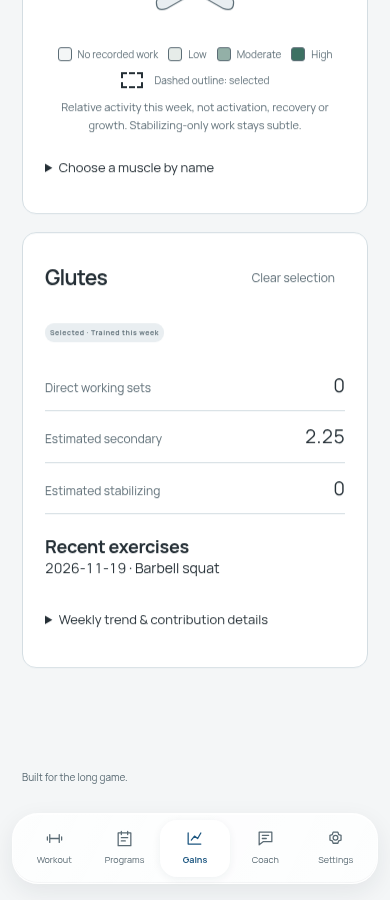 No recorded work Low Moderate High
Dashed outline: selected
Relative activity this week, not activation, recovery or
growth. Stabilizing-only work stays subtle.
Choose a muscle by name
Glutes Clear selection
Selected · Trained this week
Direct working sets 0
Estimated secondary 2.25
Estimated stabilizing 0
Recent exercises
2026-11-19 · Barbell squat
Weekly trend & contribution details
Built for the long game.
Workout Programs Gains Coach Settings